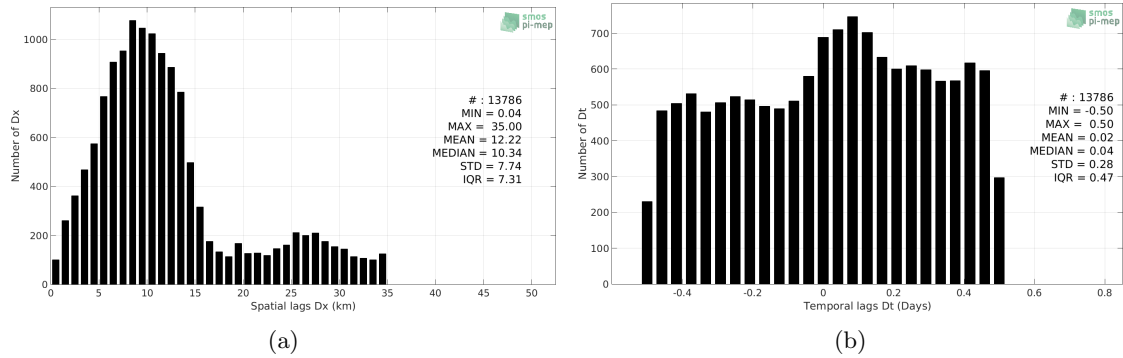 smos
pi-mep
1000
800
600
400
200
0
Number of Dx
# : 13786
MIN = 0.04
MAX = 35.00
MEAN = 12.22
MEDIAN = 10.34
STD = 7.74
IQR = 7.31
0 5 10 15 20 25 30 35 40 45 50
Spatial lags Dx (km)
(a)
smos
pi-mep
700
600
500
400
300
200
100
0
Number of Dt
# : 13786
MIN = -0.50
MAX = 0.50
MEAN = 0.02
MEDIAN = 0.04
STD = 0.28
IQR = 0.47
-0.4 -0.2 0 0.2 0.4 0.6 0.8
Temporal lags Dt (Days)
(b)